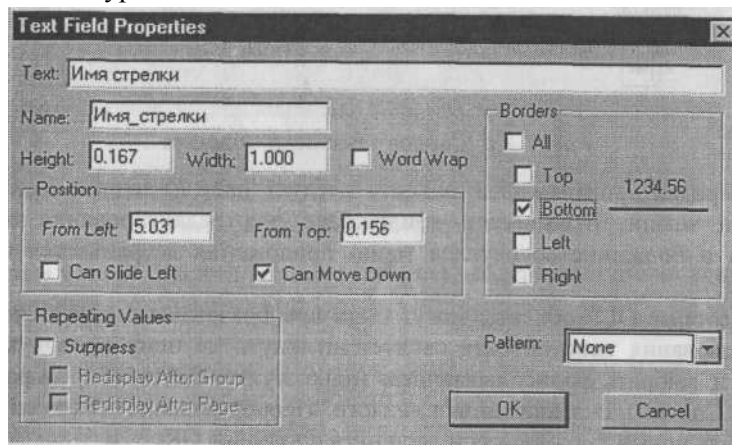 Text Field Properties
Text: Имя стрелки
Name: Имя_стрелки
Height: 0.167 Width: 1.000 Word Wrap
Position
From Left: 5.031 From Top: 0.156
Can Slide Left Can Move Down
Borders
All
Top
1234.56
Bottom
Left
Right
Repeating Values
Suppress
Redisplay After Group
Redisplay After Page
Pattern: None
OK Cancel